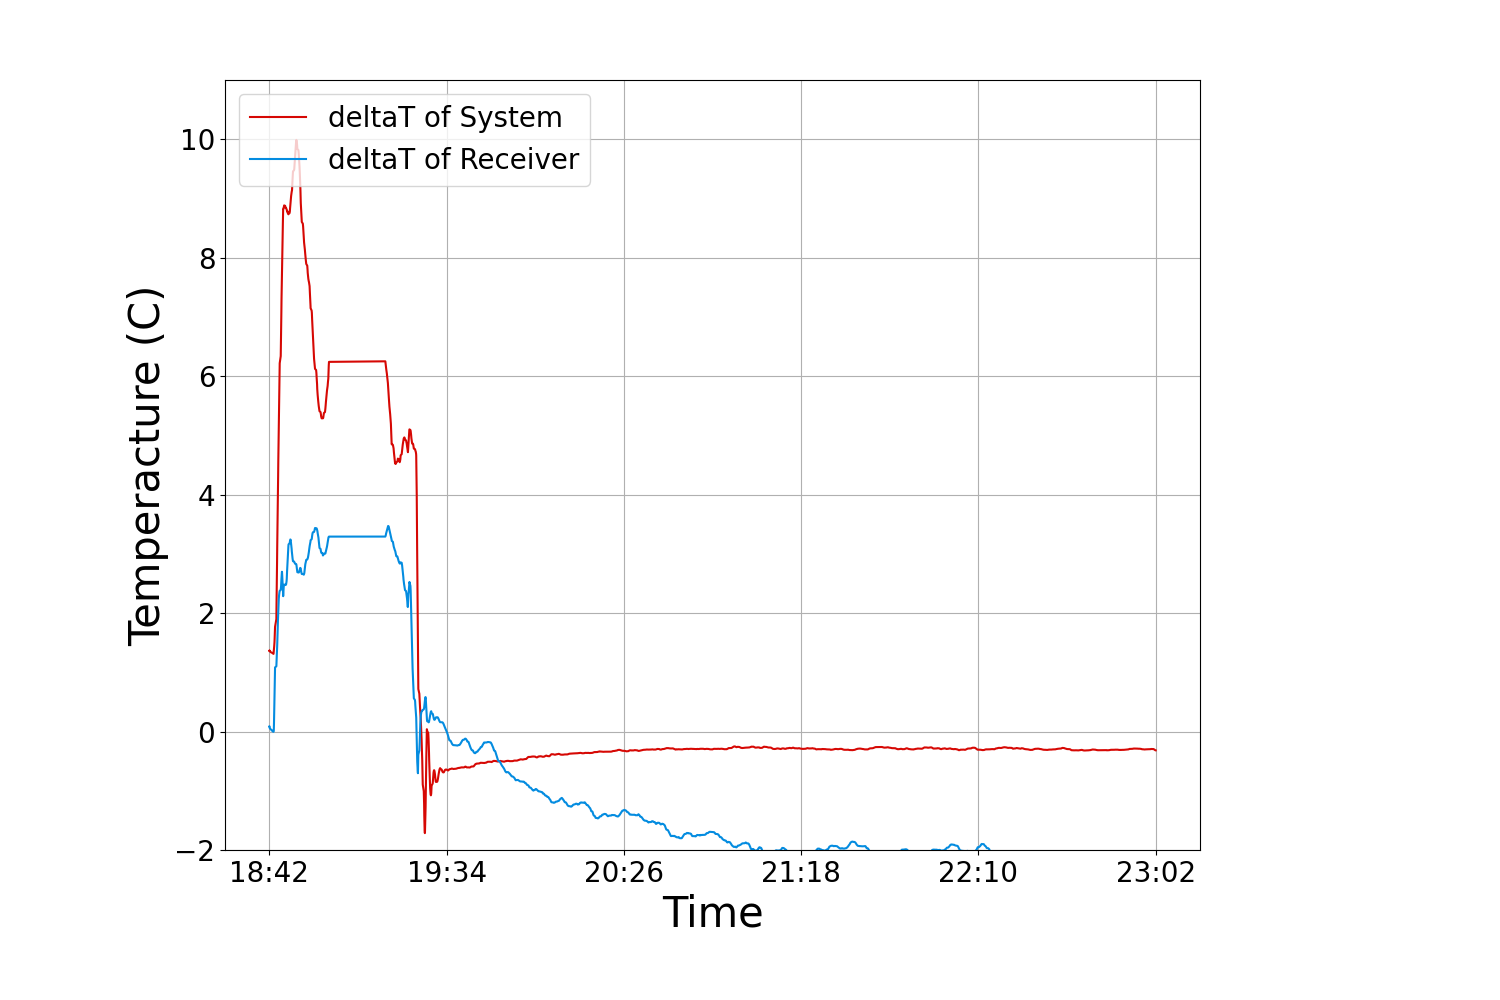 deltaT of System
deltaT of Receiver
10
8
6
4
2
0
−2
Temperacture (C)
18:42 19:34 20:26 21:18 22:10 23:02
Time